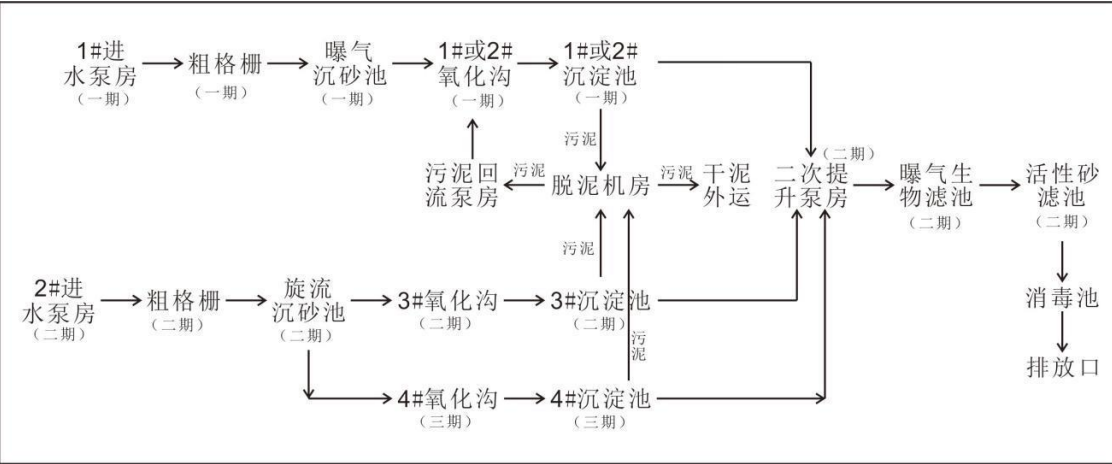 1#进
水泵房
（一期）
粗格栅
（一期）
曝气
沉砂池
（一期）
1#或2#
氧化沟
（一期）
1#或2#
沉淀池
（一期）
污泥
污泥回
流泵房
污泥
脱泥机房
污泥
干泥
外运
（二期）
二次提
升泵房
曝气生
物滤池
（二期）
活性砂
滤池
（二期）
污泥
2#进
水泵房
（二期）
粗格栅
（二期）
旋流
沉砂池
（二期）
3#氧化沟
（二期）
3#沉淀池
（二期）
污泥
消毒池
排放口
4#氧化沟
（三期）
4#沉淀池
（三期）